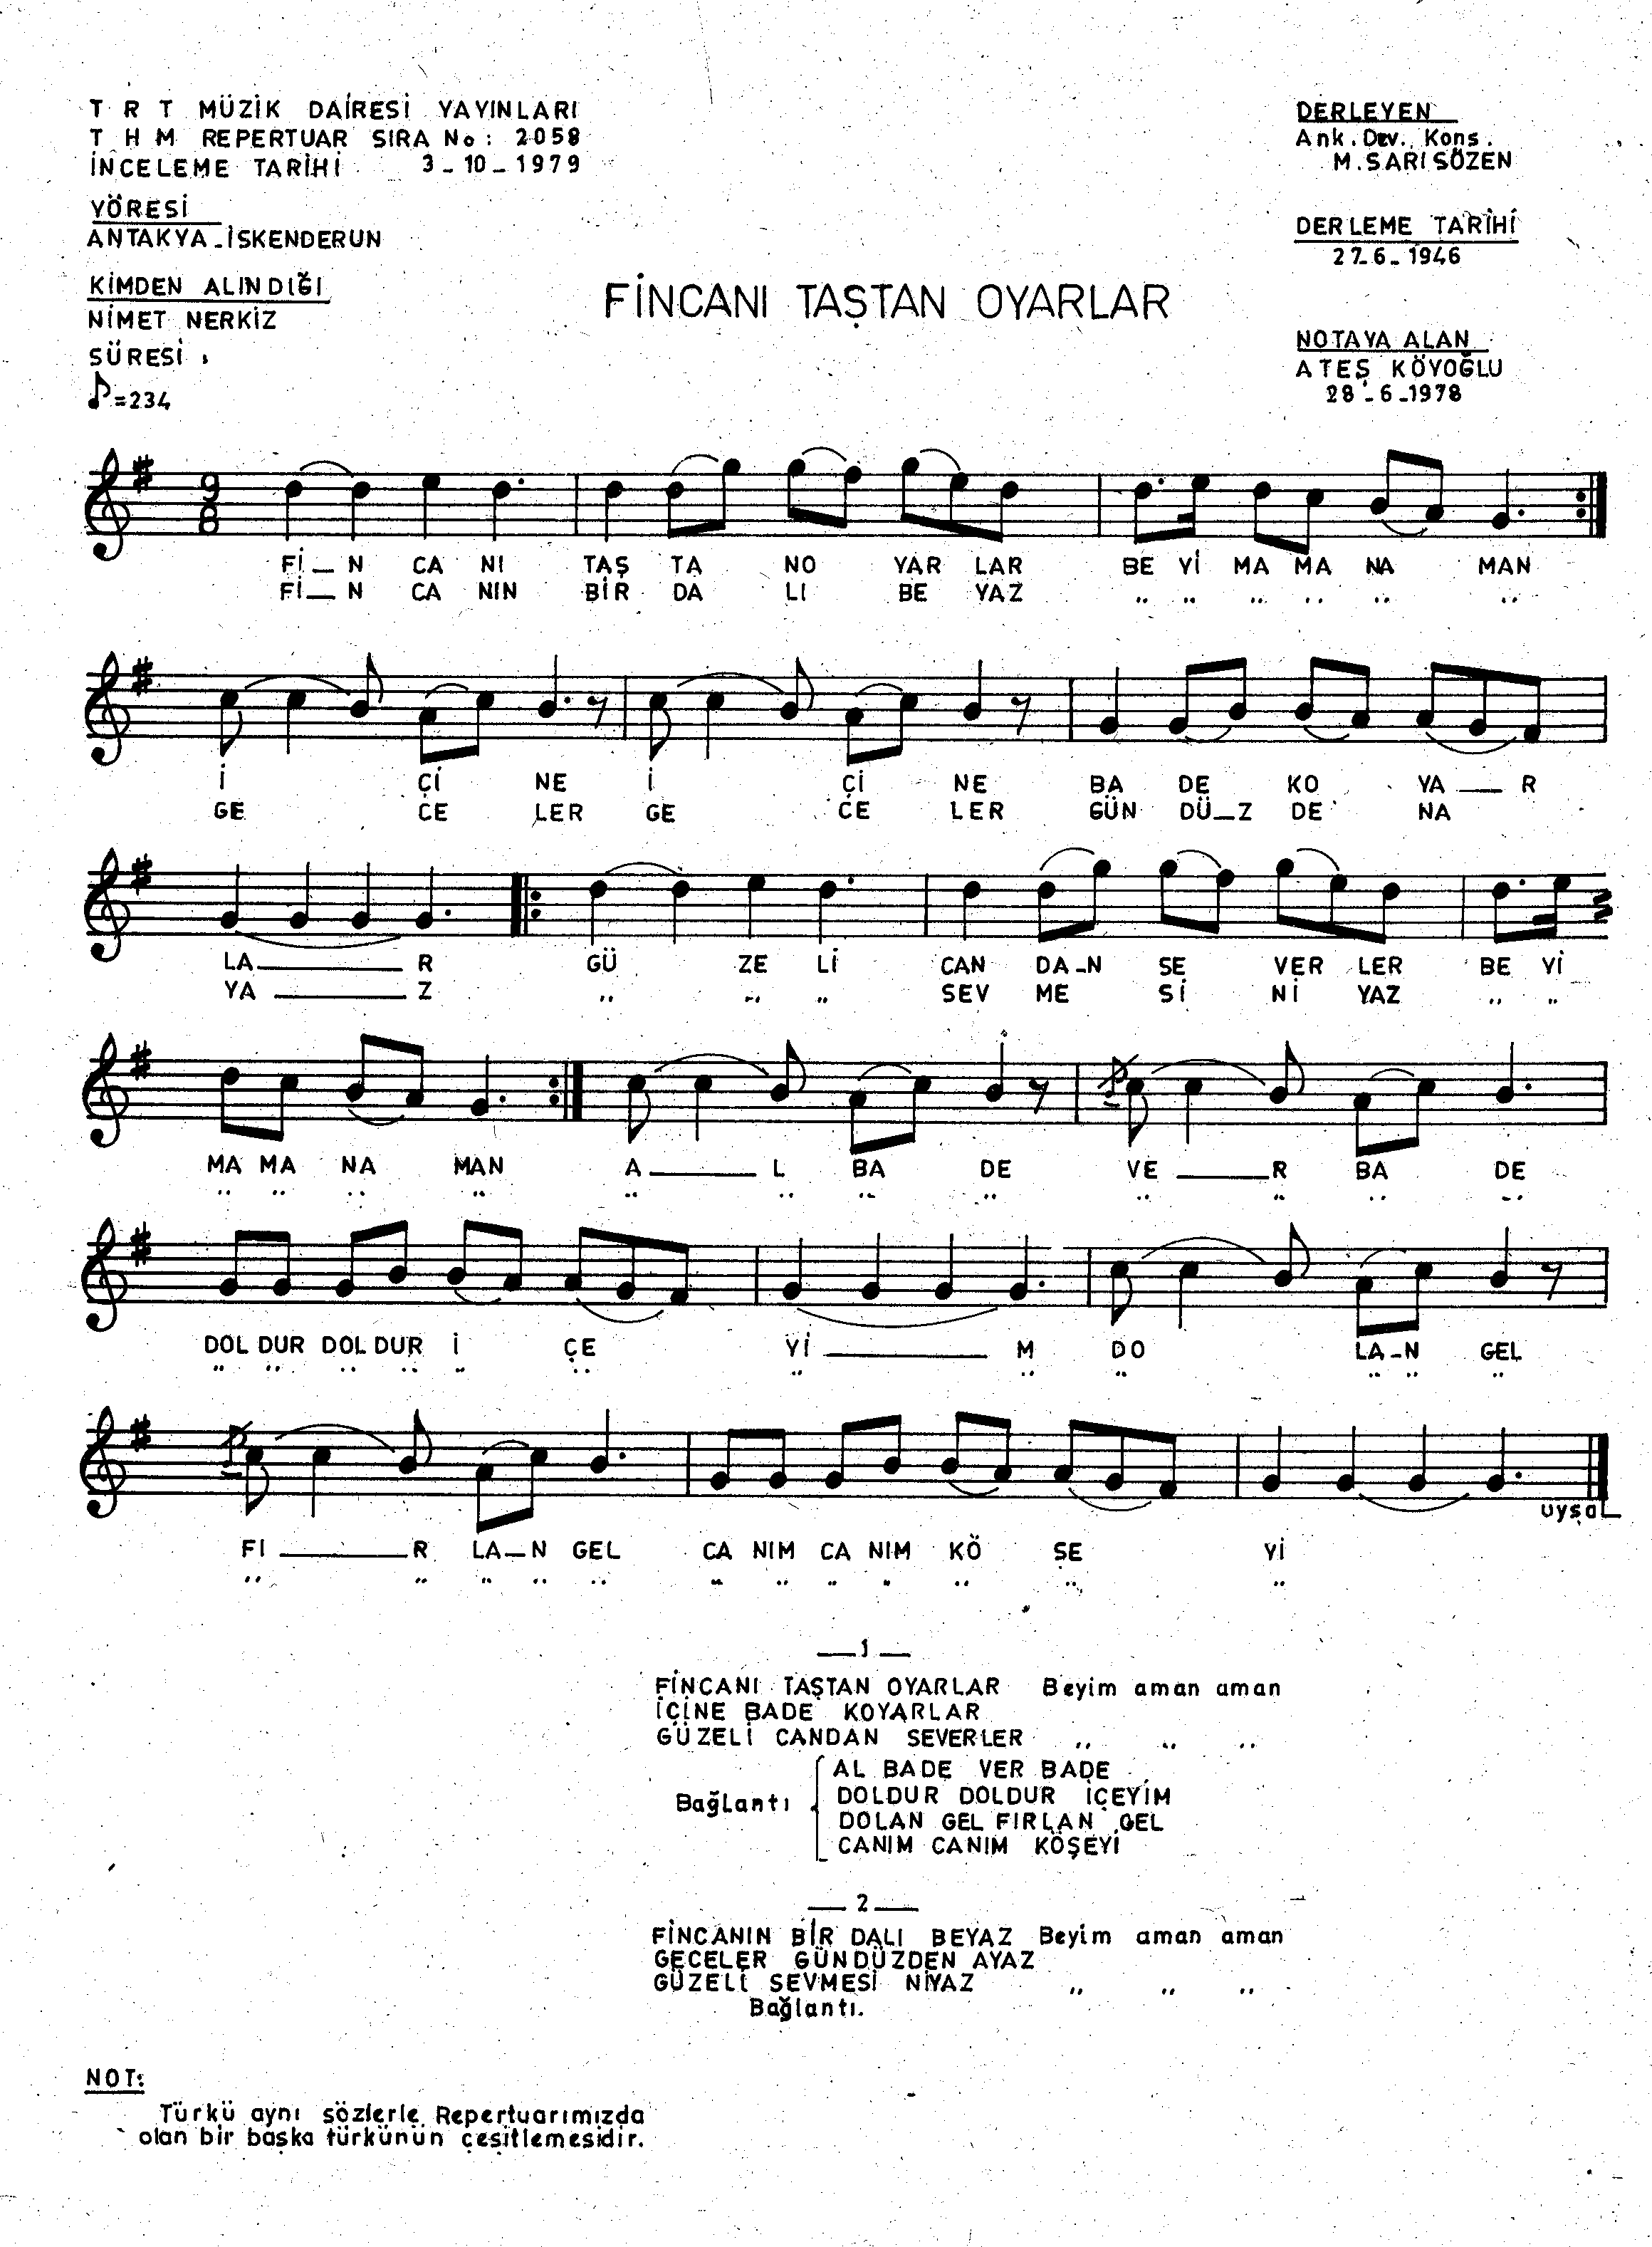 T R T MÜZİK DAİRESİ YAYINLARI
T H M REPERTUAR SIRA No: 2058
İNCELEME TARİHİ 3-10-1979
DERLEYEN
Ank. Dev. Kons.
M. SARISÖZEN
YÖRESİ
ANTAKYA-İSKENDERUN
DERLEME TARİHİ
27-6-1946
KİMDEN ALINDIĞI
NİMET NERKİZ
FİNCANI TAŞTAN OYARLAR
SÜRESİ :
♪=234
NOTAYA ALAN
ATEŞ KÖYOĞLU
28-6-1978
9
8
Fİ — N CA NI TAŞ TA NO YAR LAR BE Yİ MA MA NA MAN
Fİ — N CA NIN BİR DA LI BE YAZ .. .. .. .. .. ..
İ Çİ NE İ Çİ NE BA DE KO YA — R
GE CE LER GE CE LER GÜN DÜ — Z DE NA
LA — R GÜ ZE Lİ CAN DA — N SE VER LER BE Yİ
YA — Z .. .. .. SEV ME Sİ Nİ YAZ .. ..
MA MA NA MAN A — L BA DE VE — R BA DE
.. .. .. .. .. .. .. .. .. .. .. ..
DOL DUR DOL DUR İ ÇE Yİ — M DO LA — N GEL
.. .. .. .. .. .. .. .. .. .. .. ..
FI — R LA — N GEL CA NIM CA NIM KÖ ŞE Yİ
.. .. .. .. .. .. .. .. .. .. .. ..
uysal
— 1 —
FİNCANI TAŞTAN OYARLAR Beyim aman aman
İÇİNE BADE KOYARLAR
GÜZELİ CANDAN SEVERLER .. .. ..
AL BADE VER BADE
Bağlantı DOLDUR DOLDUR İÇEYİM
DOLAN GEL FIRLAN GEL
CANIM CANIM KÖŞEYİ
— 2 —
FİNCANIN BİR DALI BEYAZ Beyim aman aman
GECELER GÜNDÜZDEN AYAZ
GÜZELİ SEVMESİ NİYAZ .. .. ..
Bağlantı.
NOT:
Türkü aynı sözlerle Repertuarımızda
olan bir başka türkünün çeşitlemesidir.